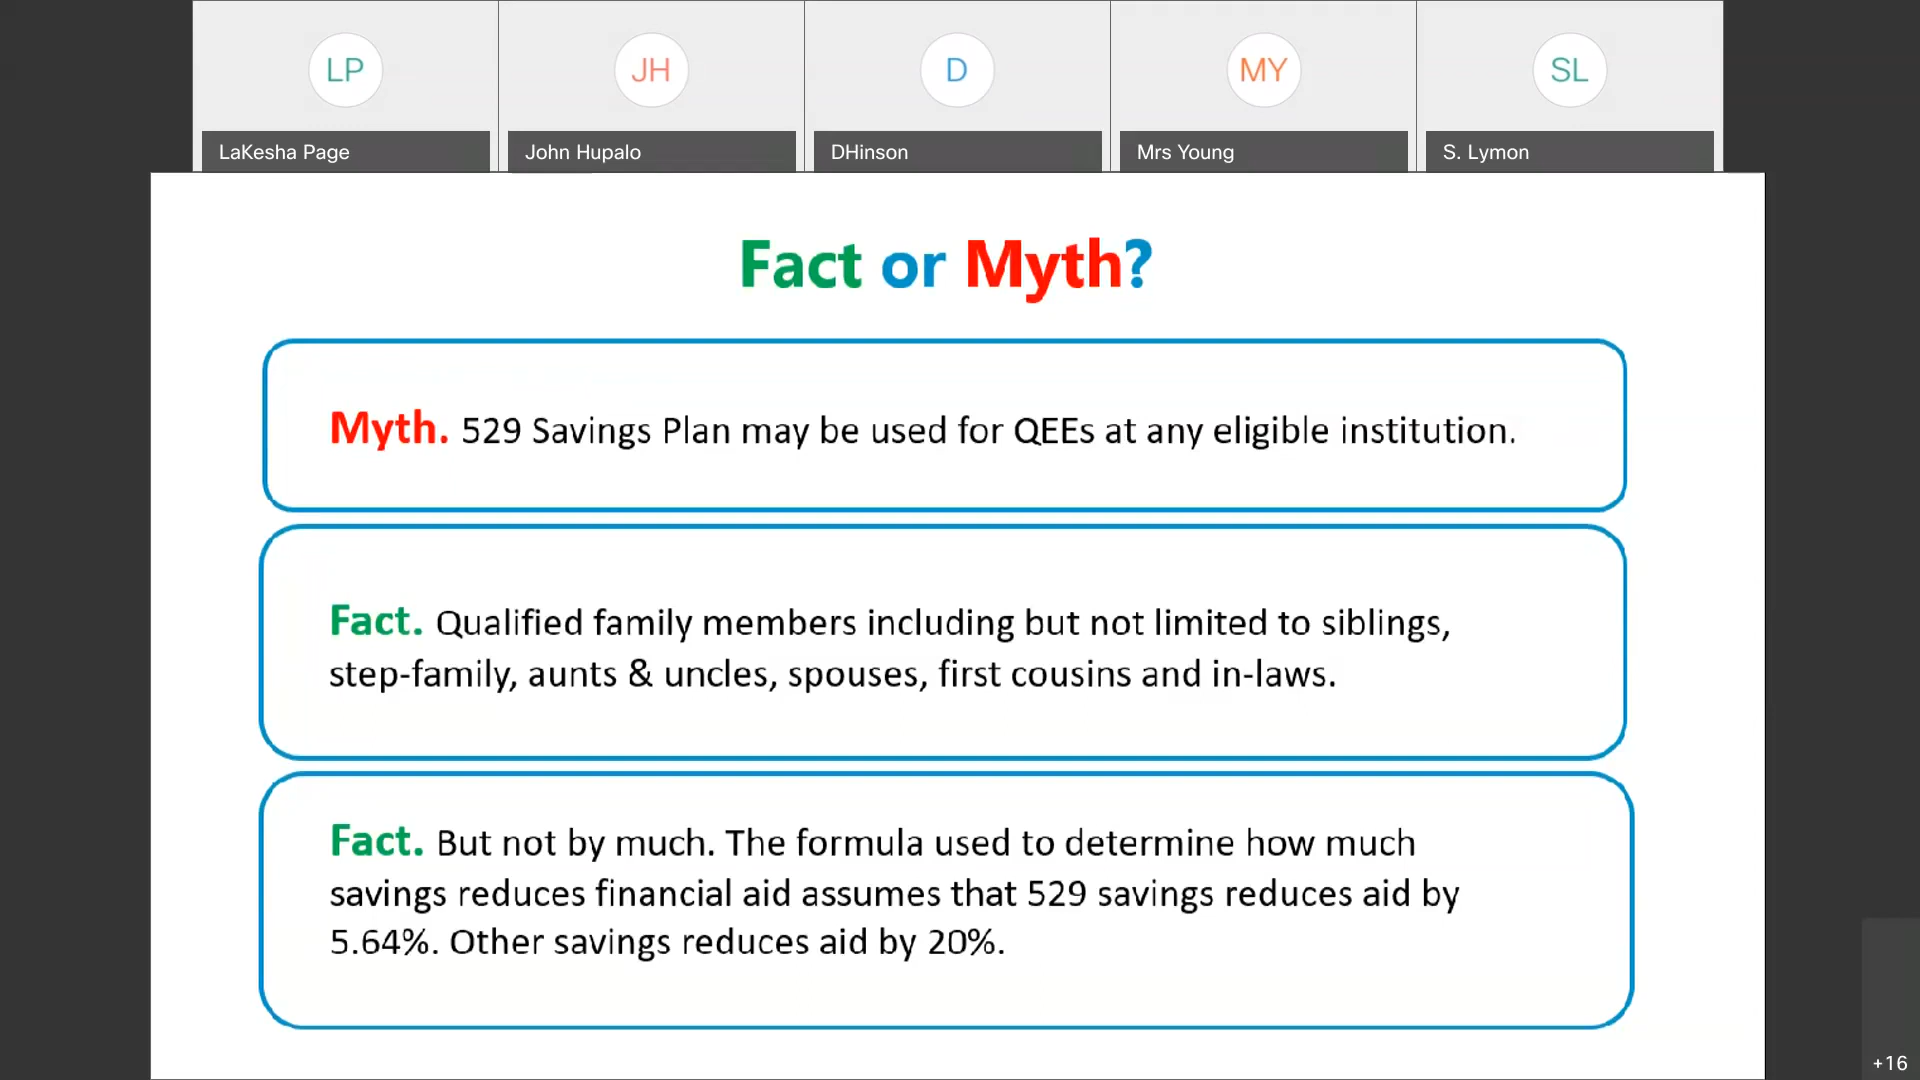 LP
JH
D
MY
SL
LaKesha Page
John Hupalo
DHinson
Mrs Young
S. Lymon
Fact or Myth?
Myth. 529 Savings Plan may be used for QEEs at any eligible institution.
Fact. Qualified family members including but not limited to siblings,
step-family, aunts & uncles, spouses, first cousins and in-laws.
Fact. But not by much. The formula used to determine how much
savings reduces financial aid assumes that 529 savings reduces aid by
5.64%. Other savings reduces aid by 20%.
+16